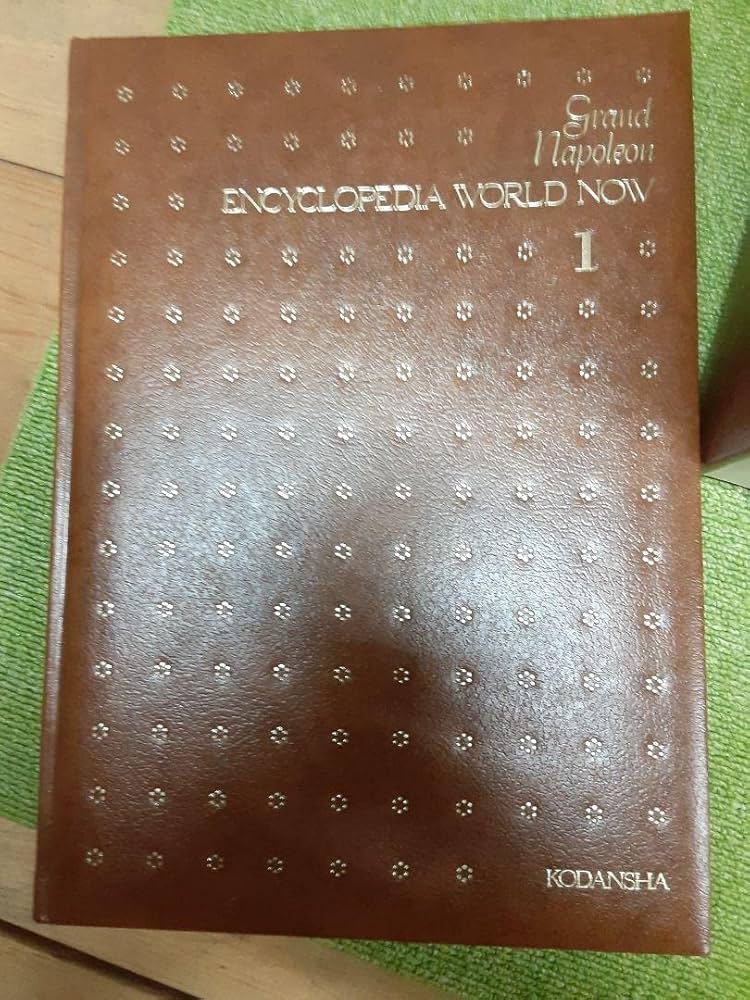 Grand
Napoleon
ENCYCLOPEDIA WORLD NOW
1
KODANSHA